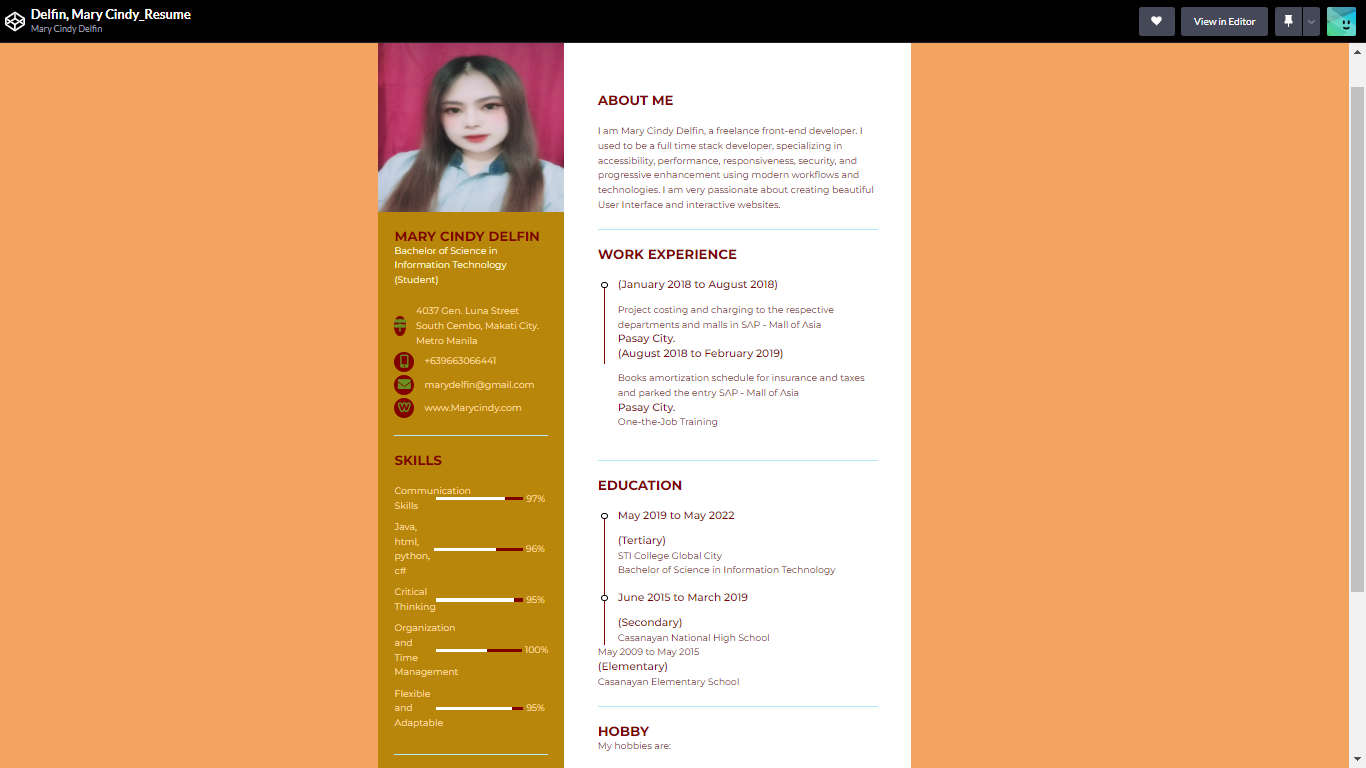 Delfin, Mary Cindy_Resume
Mary Cindy Delfin
View in Editor
MARY CINDY DELFIN
Bachelor of Science in
Information Technology
(Student)
4037 Gen. Luna Street
South Cembo, Makati City.
Metro Manila
+639663066441
marydelfin@gmail.com
W
www.Marycindy.com
SKILLS
Communication
Skills
97%
Java,
html,
python,
c#
96%
Critical
Thinking
95%
Organization
and
Time
Management
100%
Flexible
and
Adaptable
95%
ABOUT ME
I am Mary Cindy Delfin, a freelance front-end developer. I
used to be a full time stack developer, specializing in
accessibility, performance, responsiveness, security, and
progressive enhancement using modern workflows and
technologies. I am very passionate about creating beautiful
User Interface and interactive websites.
WORK EXPERIENCE
(January 2018 to August 2018)
Project costing and charging to the respective
departments and malls in SAP - Mall of Asia
Pasay City.
(August 2018 to February 2019)
Books amortization schedule for insurance and taxes
and parked the entry SAP - Mall of Asia
Pasay City.
One-the-Job Training
EDUCATION
May 2019 to May 2022
(Tertiary)
STI College Global City
Bachelor of Science in Information Technology
June 2015 to March 2019
(Secondary)
Casanayan National High School
May 2009 to May 2015
(Elementary)
Casanayan Elementary School
HOBBY
My hobbies are: